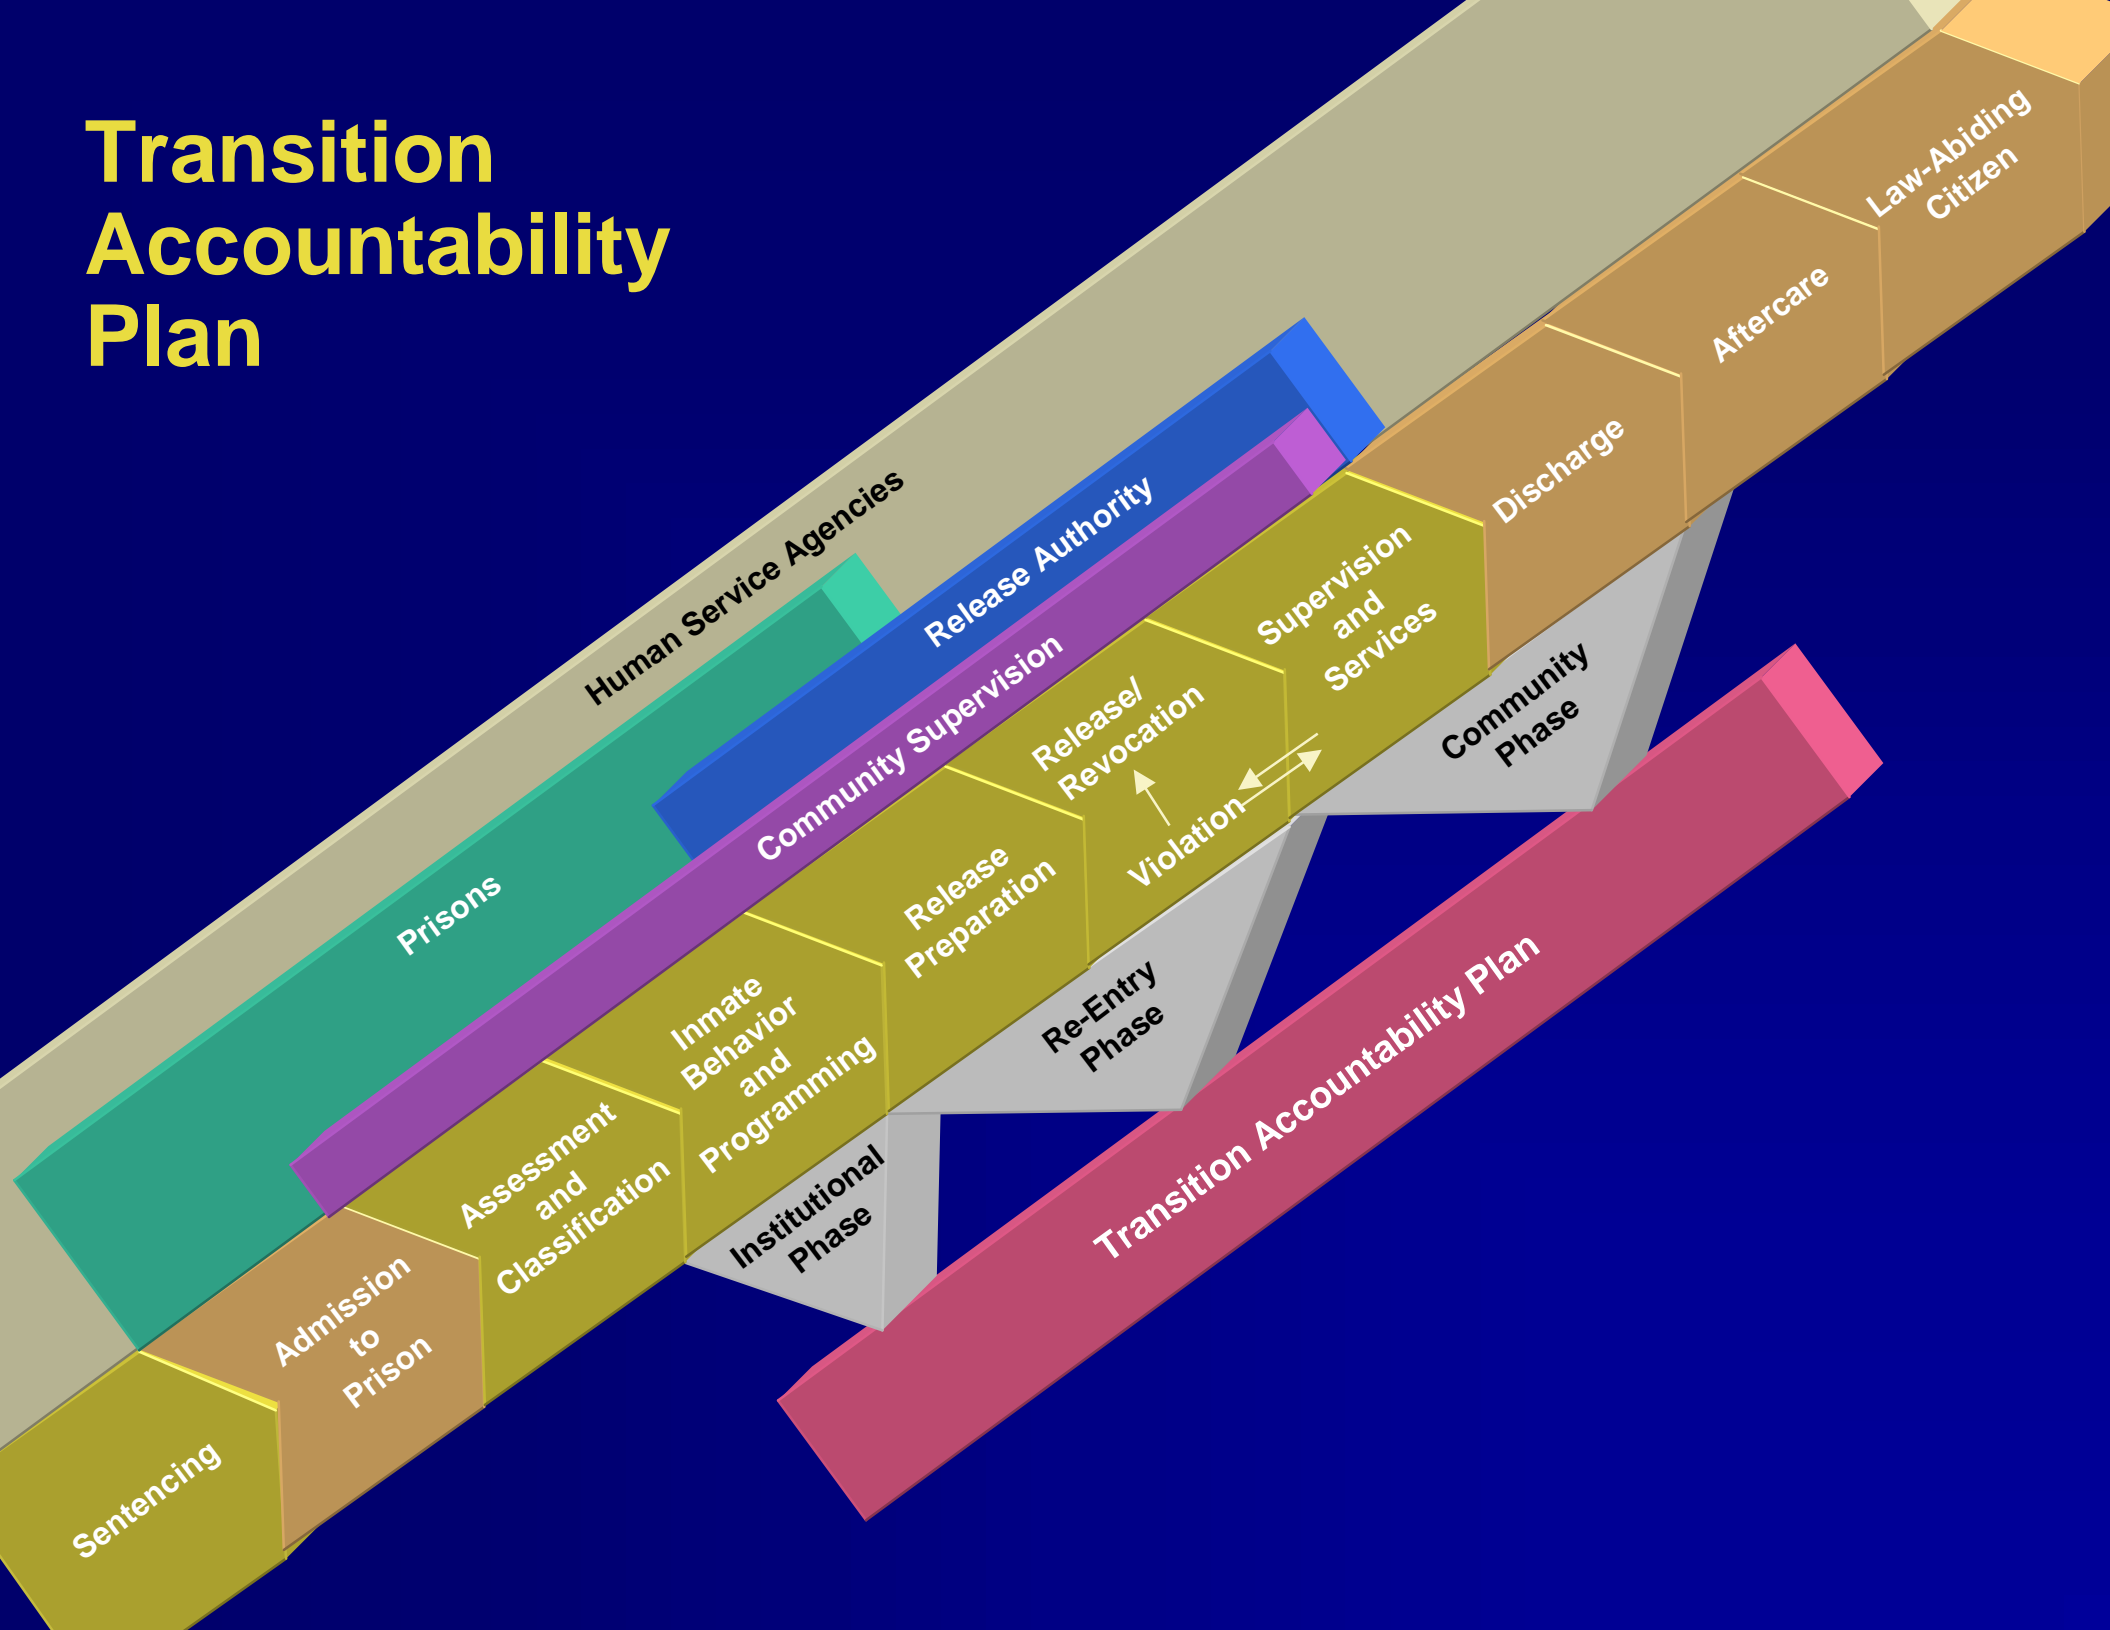 Transition
Accountability
Plan
Human Service Agencies
Prisons
Release Authority
Community Supervision
Sentencing
Admission
to
Prison
Assessment
and
Classification
Inmate
Behavior
and
Programming
Release
Preparation
Release/
Revocation
Violation
Supervision
and
Services
Discharge
Aftercare
Law-Abiding
Citizen
Institutional
Phase
Re-Entry
Phase
Community
Phase
Transition Accountability Plan